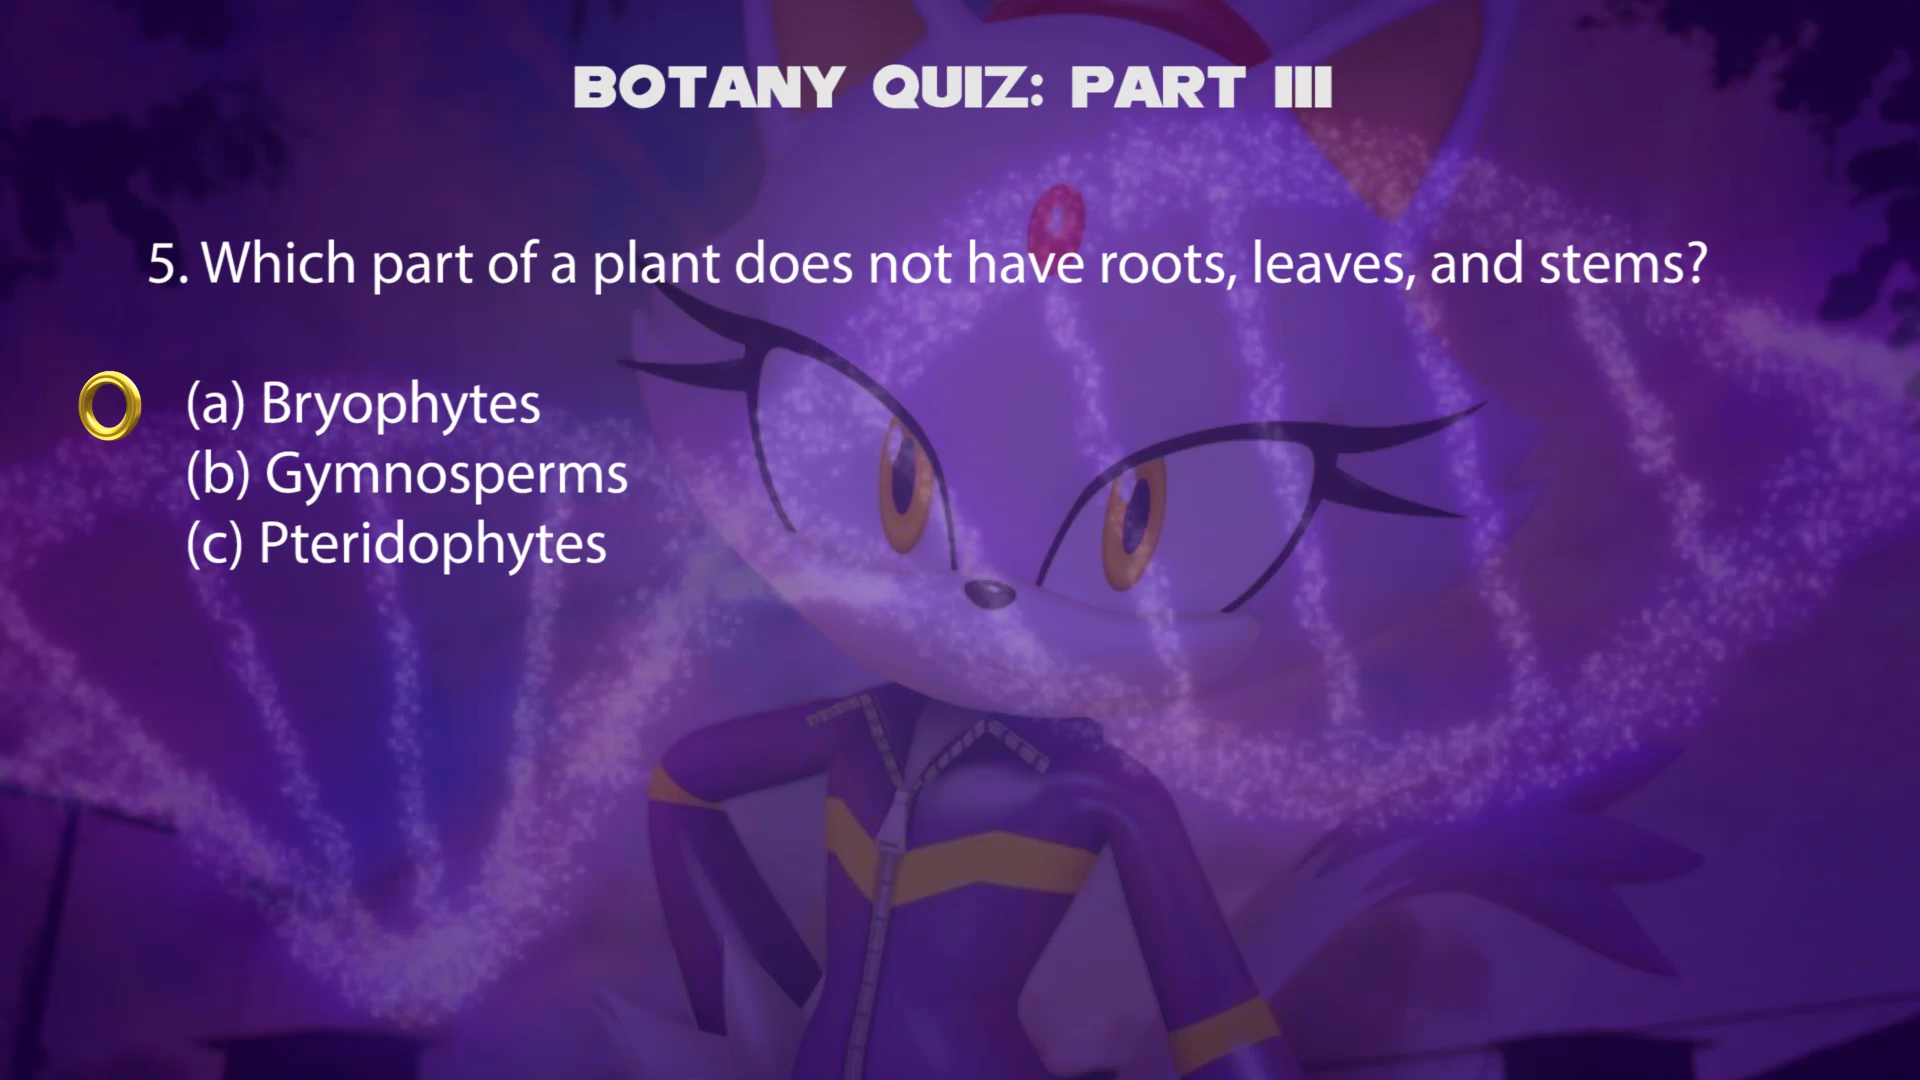 BOTANY QUIZ: PART III
5. Which part of a plant does not have roots, leaves, and stems?
(a) Bryophytes
(b) Gymnosperms
(c) Pteridophytes